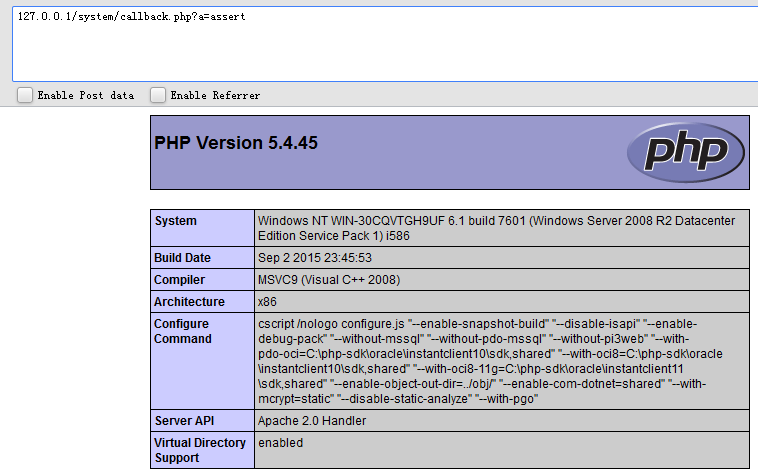 127.0.0.1/system/callback.php?a=assert
Enable Post data Enable Referrer
PHP Version 5.4.45
php
System Windows NT WIN-30CQVTGH9UF 6.1 build 7601 (Windows Server 2008 R2 Datacenter
Edition Service Pack 1) i586
Build Date Sep 2 2015 23:45:53
Compiler MSVC9 (Visual C++ 2008)
Architecture x86
Configure cscript /nologo configure.js "--enable-snapshot-build" "--disable-isapi" "--enable-
Command debug-pack" "--without-mssql" "--without-pdo-mssql" "--without-pi3web" "--with-
pdo-oci=C:\php-sdk\oracle\instantclient10\sdk,shared" "--with-oci8=C:\php-sdk\oracle
\instantclient10\sdk,shared" "--with-oci8-11g=C:\php-sdk\oracle\instantclient11
\sdk,shared" "--enable-object-out-dir=../obj/" "--enable-com-dotnet=shared" "--with-
mcrypt=static" "--disable-static-analyze" "--with-pgo"
Server API Apache 2.0 Handler
Virtual Directory enabled
Support